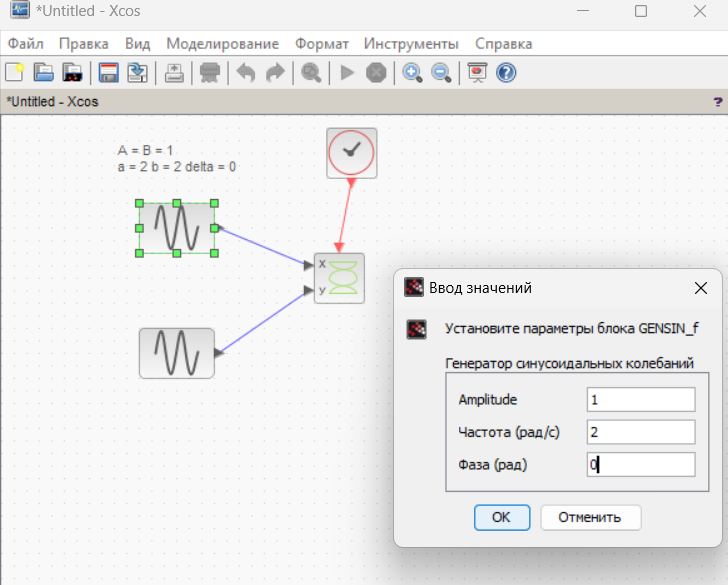 *Untitled - Xcos
Файл Правка Вид Моделирование Формат Инструменты Справка
*Untitled - Xcos ?
A = B = 1
a = 2 b = 2 delta = 0
x
y
Ввод значений
Установите параметры блока GENSIN_f
Генератор синусоидальных колебаний
Amplitude 1
Частота (рад/с) 2
Фаза (рад) 0
OK Отменить